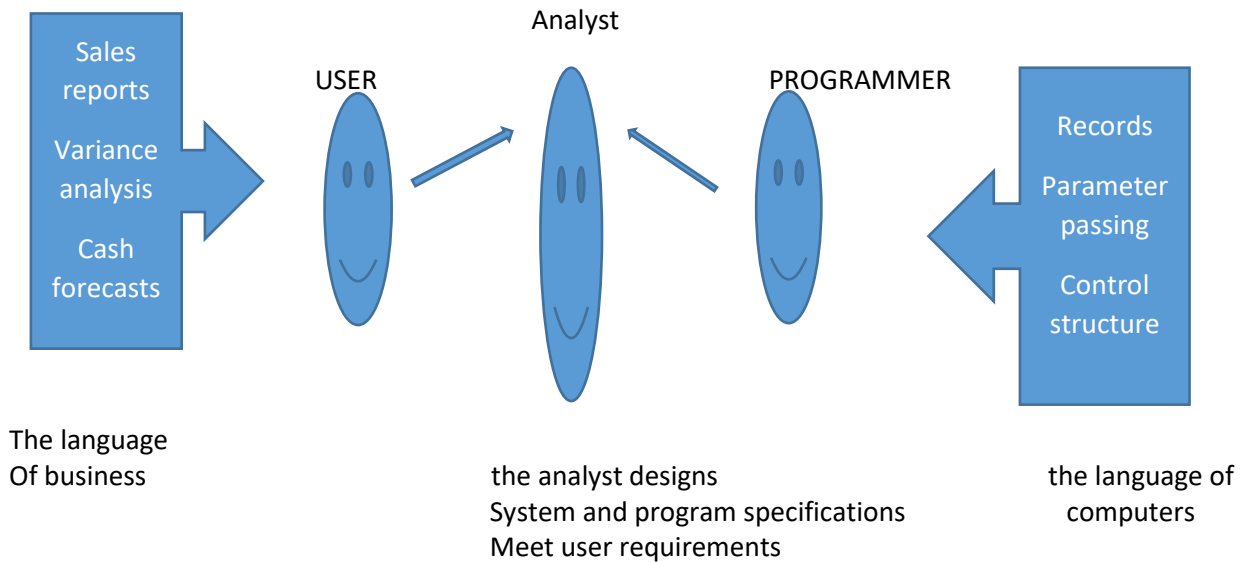 Sales
reports
Variance
analysis
Cash
forecasts
USER
Analyst
PROGRAMMER
Records
Parameter
passing
Control
structure
The language
Of business
the analyst designs
System and program specifications
Meet user requirements
the language of
computers